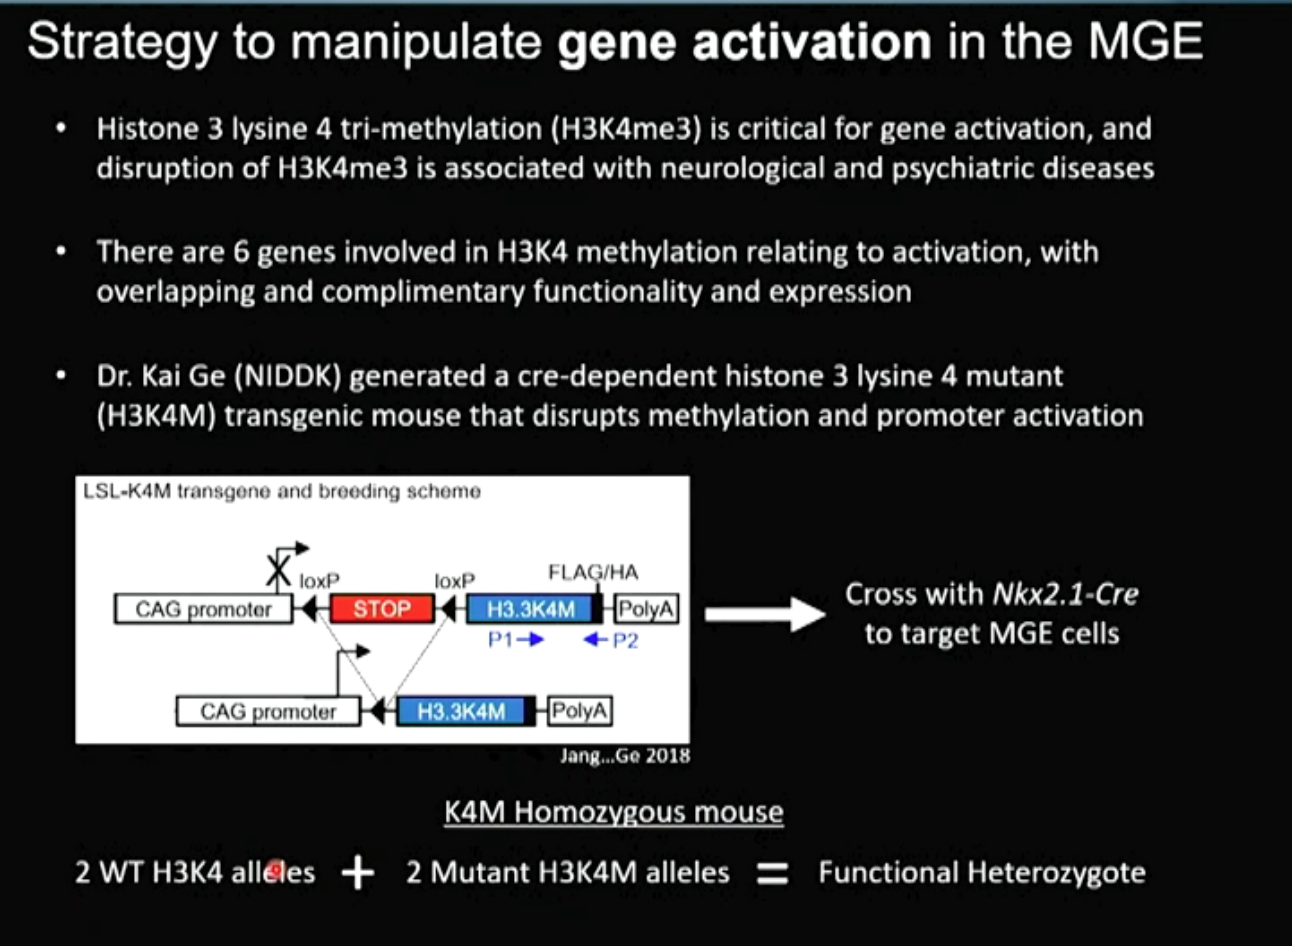 Strategy to manipulate gene activation in the MGE
• Histone 3 lysine 4 tri-methylation (H3K4me3) is critical for gene activation, and
disruption of H3K4me3 is associated with neurological and psychiatric diseases
• There are 6 genes involved in H3K4 methylation relating to activation, with
overlapping and complimentary functionality and expression
• Dr. Kai Ge (NIDDK) generated a cre-dependent histone 3 lysine 4 mutant
(H3K4M) transgenic mouse that disrupts methylation and promoter activation
LSL-K4M transgene and breeding scheme
loxP loxP FLAG/HA
CAG promoter STOP H3.3K4M PolyA
P1 P2
CAG promoter H3.3K4M PolyA
Jang...Ge 2018
Cross with Nkx2.1-Cre
to target MGE cells
K4M Homozygous mouse
2 WT H3K4 alleles + 2 Mutant H3K4M alleles = Functional Heterozygote